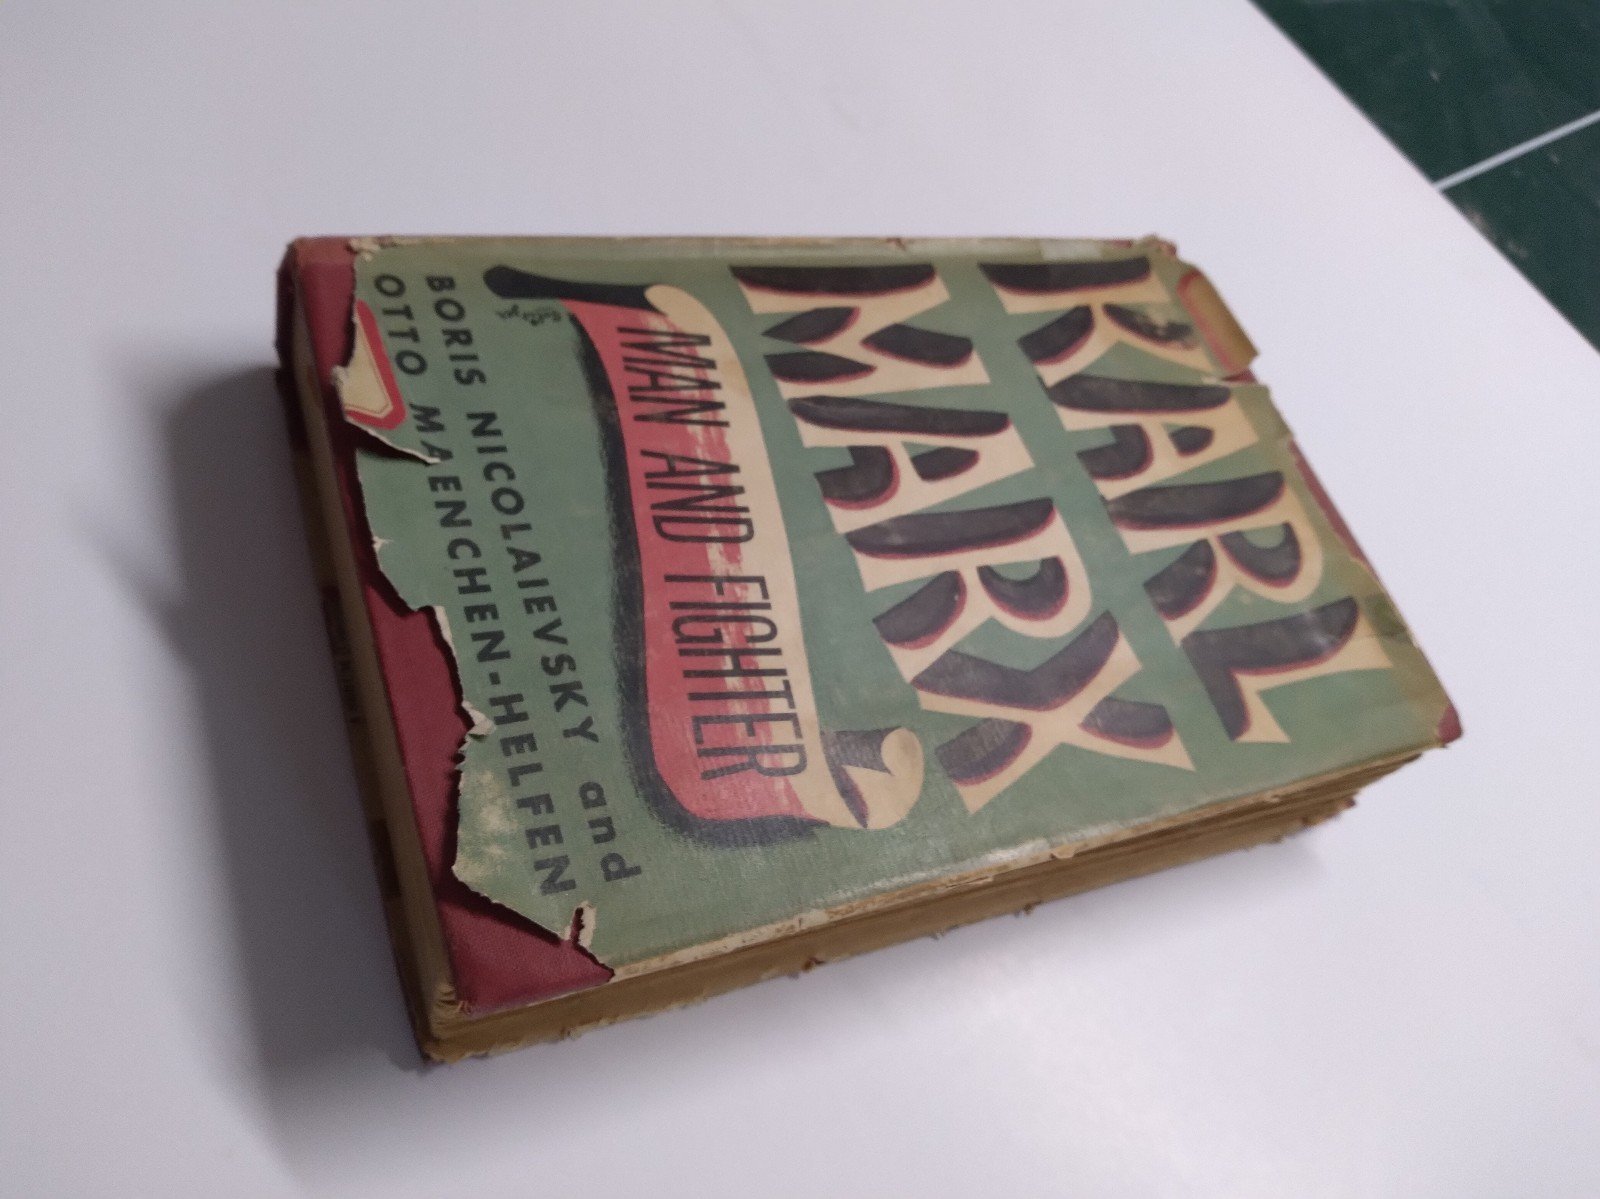 KARL
MARX
MAN AND FIGHTER
BORIS NICOLAIEVSKY and
OTTO MAENCHEN-HELFEN